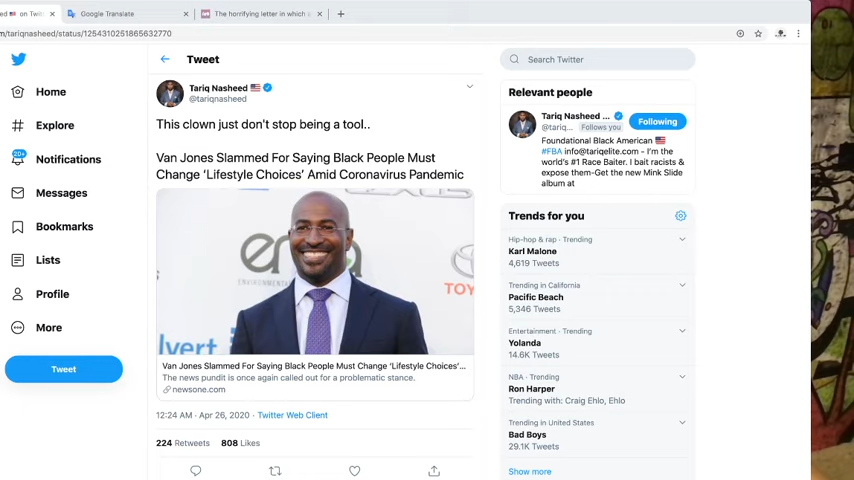 ed on Twit
Google Translate
The horrifying letter in which
/tariqnasheed/status/1254310251865632770
Home
Explore
20+
Notifications
Messages
Bookmarks
Lists
Profile
More
Tweet
Tweet
Tariq Nasheed
@tariqnasheed
This clown just don't stop being a tool..
Van Jones Slammed For Saying Black People Must
Change ‘Lifestyle Choices’ Amid Coronavirus Pandemic
ENVIRONMENTAL
TOYO
lvert
Van Jones Slammed For Saying Black People Must Change ‘Lifestyle Choices’...
The news pundit is once again called out for a problematic stance.
newsone.com
12:24 AM · Apr 26, 2020 · Twitter Web Client
224 Retweets 808 Likes
Search Twitter
Relevant people
Tariq Nasheed ...
@tariq... Follows you
Following
Foundational Black American
#FBA info@tariqelite.com - I'm the
world's #1 Race Baiter. I bait racists &
expose them-Get the new Mink Slide
album at
Trends for you
Hip-hop & rap · Trending
Karl Malone
4,619 Tweets
Trending in California
Pacific Beach
5,346 Tweets
Entertainment · Trending
Yolanda
14.6K Tweets
NBA · Trending
Ron Harper
Trending with: Craig Ehlo, Ehlo
Trending in United States
Bad Boys
29.1K Tweets
Show more